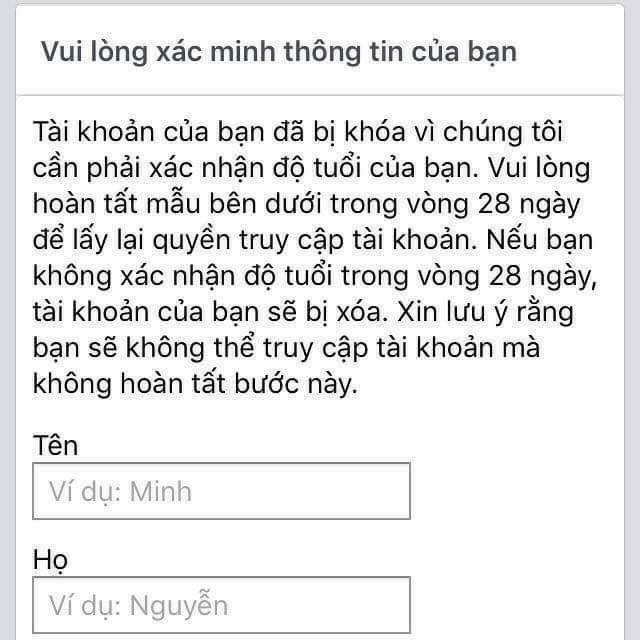 Vui lòng xác minh thông tin của bạn
Tài khoản của bạn đã bị khóa vì chúng tôi
cần phải xác nhận độ tuổi của bạn. Vui lòng
hoàn tất mẫu bên dưới trong vòng 28 ngày
để lấy lại quyền truy cập tài khoản. Nếu bạn
không xác nhận độ tuổi trong vòng 28 ngày,
tài khoản của bạn sẽ bị xóa. Xin lưu ý rằng
bạn sẽ không thể truy cập tài khoản mà
không hoàn tất bước này.
Tên
Ví dụ: Minh
Họ
Ví dụ: Nguyễn